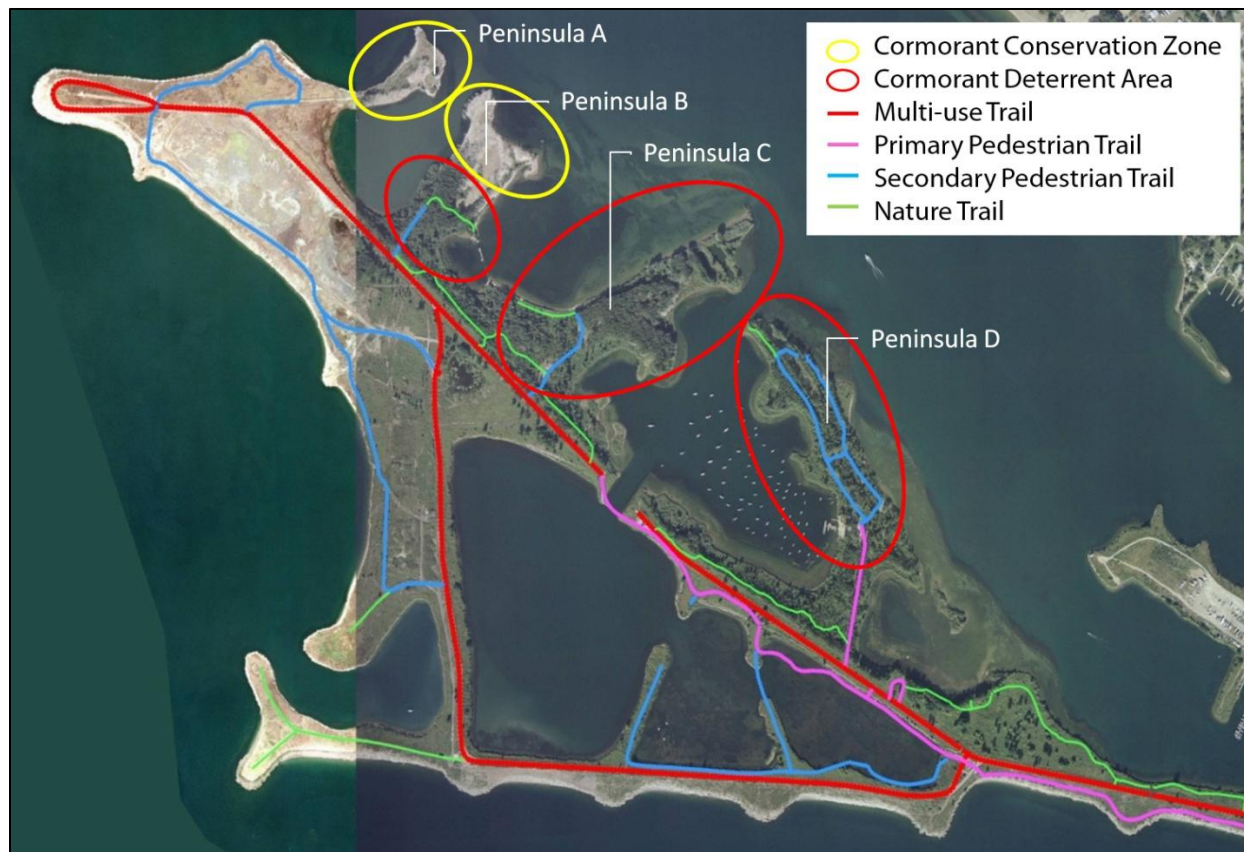 Peninsula A
Peninsula B
Peninsula C
Peninsula D
Cormorant Conservation Zone
Cormorant Deterrent Area
Multi-use Trail
Primary Pedestrian Trail
Secondary Pedestrian Trail
Nature Trail